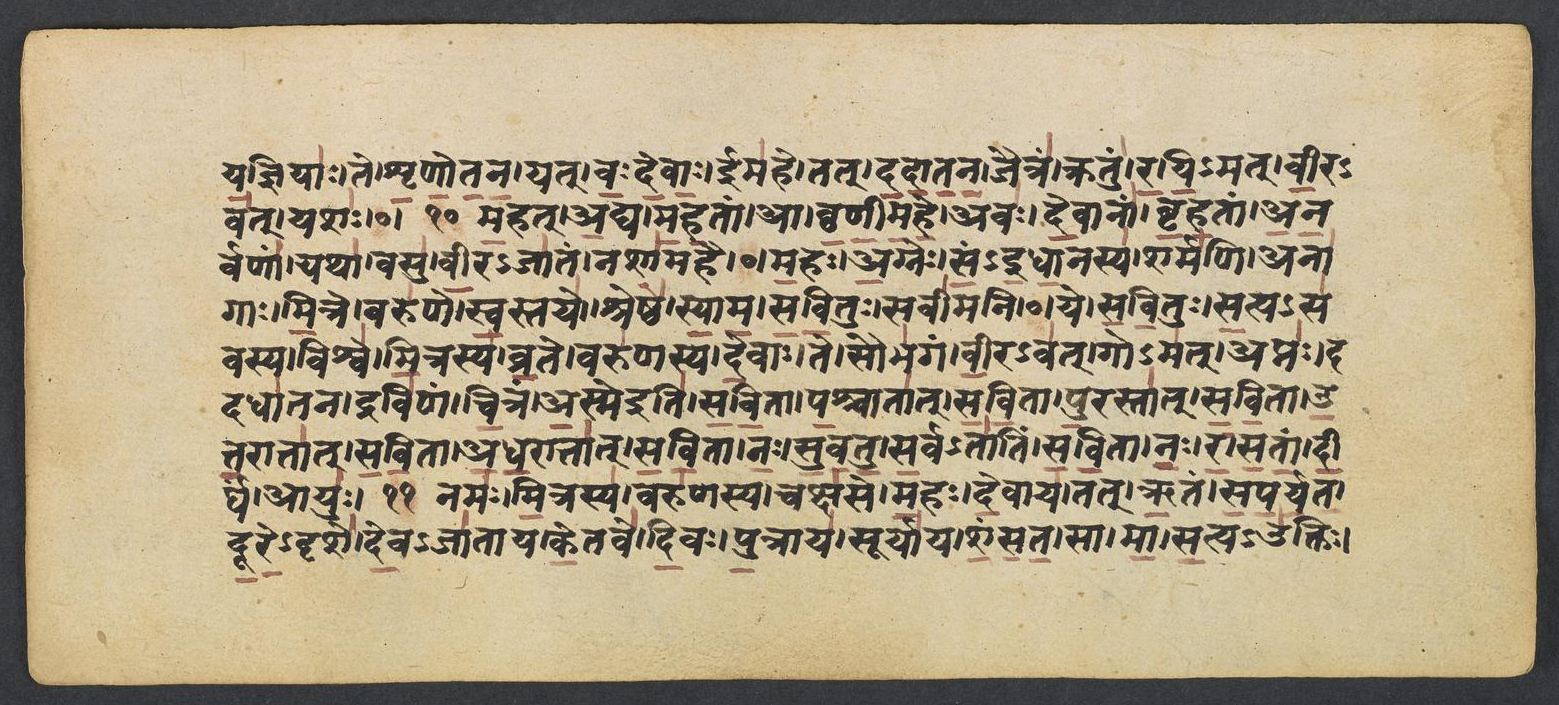 यज्ञियाः।ते।शृणोतन।यत्।वः।देवाः।ईमहे।तत्।ददातन।जैत्रं।क्रतुं।रयिऽमत्।वीरऽ
वत्।यशः।०। १० महत्।अद्य।महतां।आ।वृणीमहे।अवः।देवानां।बृहतां।अन
र्वणां।यथा।वसु।वीरऽजातं।नशामहै।०।महः।अग्नेः।संऽइधानस्य।शर्मणि।अना
गाः।मित्रे।वरुणे।स्वस्तये।श्रेष्ठे।स्याम।सवितुः।सवीमनि।०।ये।सवितुः।सत्यऽस
वस्य।विश्वे।मित्रस्य।व्रते।वरुणस्य।देवाः।ते।सौभगं।वीरऽवत्।गोऽमत्।अप्नः।द
दधातन।द्रविणं।चित्रं।अस्मेइति।सविता।पश्चातात्।सविता।पुरस्तात्।सविता।उ
त्तरात्तात्।सविता।अधरात्तात्।सविता।नः।सुवतु।सर्वऽतातिं।सविता।नः।रासतां।दी
र्घं।आयुः। ११ नमः।मित्रस्य।वरुणस्य।चक्षसे।महः।देवाय।तत्।ऋतं।सपर्यत।
दूरेऽदृशे।देवऽजाताय।केतवे।दिवः।पुत्राय।सूर्याय।शंसत।सा।मा।सत्यऽउक्तिः।